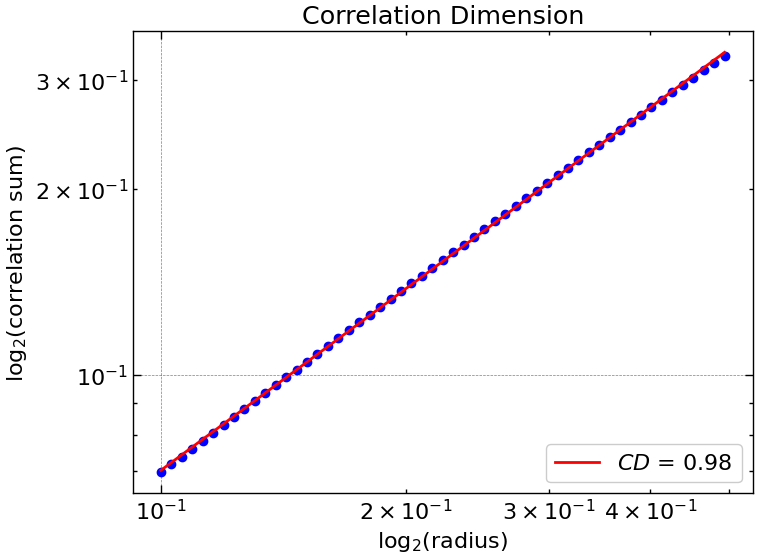 Correlation Dimension
log₂(correlation sum)
3 × 10⁻¹
2 × 10⁻¹
10⁻¹
CD = 0.98
10⁻¹ 2 × 10⁻¹ 3 × 10⁻¹ 4 × 10⁻¹
log₂(radius)